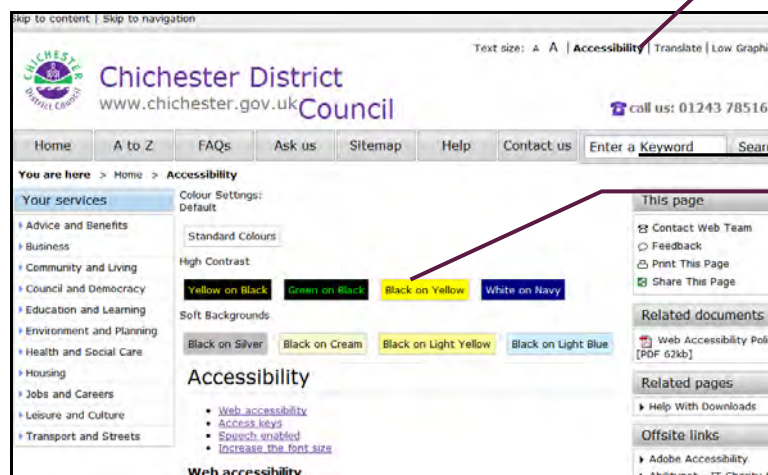 Skip to content | Skip to navigation
Text size: A A | Accessibility | Translate | Low Graphi
CHICHESTER
District Council
Chichester District
www.chichester.gov.uk Council
call us: 01243 78516
Home A to Z FAQs Ask us Sitemap Help Contact us Enter a Keyword Sear
You are here > Home > Accessibility
Your services
Advice and Benefits
Business
Community and Living
Council and Democracy
Education and Learning
Environment and Planning
Health and Social Care
Housing
Jobs and Careers
Leisure and Culture
Transport and Streets
Colour Settings:
Default
Standard Colours
High Contrast
Yellow on Black Green on Black Black on Yellow White on Navy
Soft Backgrounds
Black on Silver Black on Cream Black on Light Yellow Black on Light Blue
Accessibility
Web accessibility
Access keys
Speech enabled
Increase the font size
Web accessibility
This page
Contact Web Team
Feedback
Print This Page
Share This Page
Related documents
Web Accessibility Poli
[PDF 62kb]
Related pages
Help With Downloads
Offsite links
Adobe Accessibility